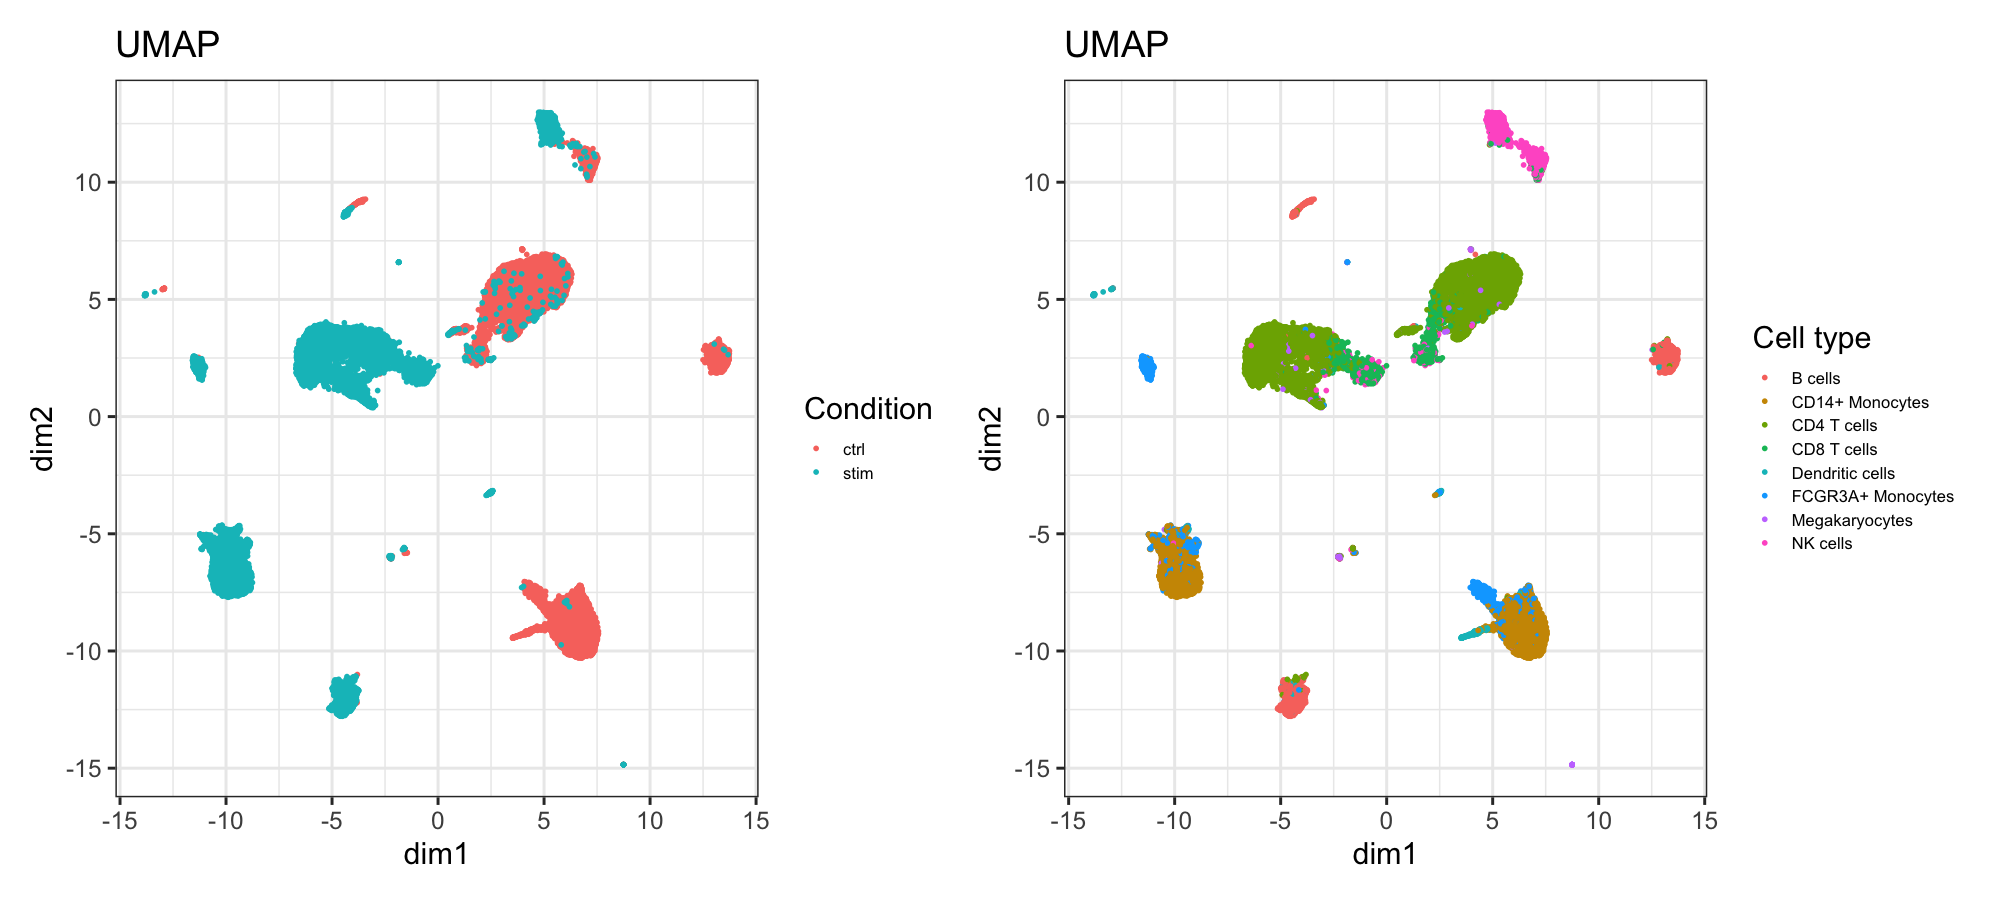 UMAP
10
5
0
-5
-10
-15
-15 -10 -5 0 5 10 15
dim1
dim2
Condition
ctrl
stim
UMAP
10
5
0
-5
-10
-15
-15 -10 -5 0 5 10 15
dim1
dim2
Cell type
B cells
CD14+ Monocytes
CD4 T cells
CD8 T cells
Dendritic cells
FCGR3A+ Monocytes
Megakaryocytes
NK cells